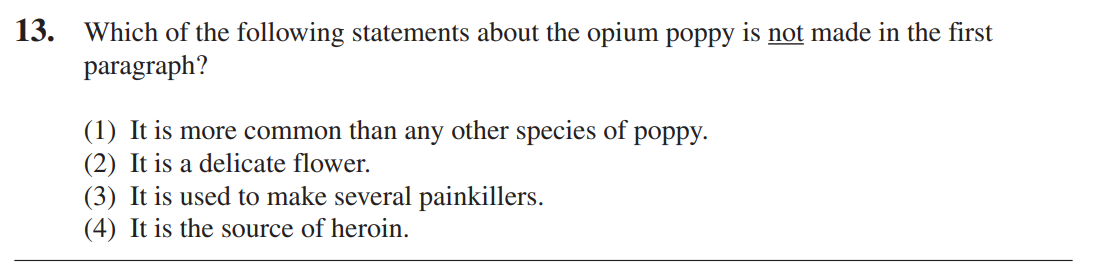 13. Which of the following statements about the opium poppy is not made in the first
paragraph?
(1) It is more common than any other species of poppy.
(2) It is a delicate flower.
(3) It is used to make several painkillers.
(4) It is the source of heroin.